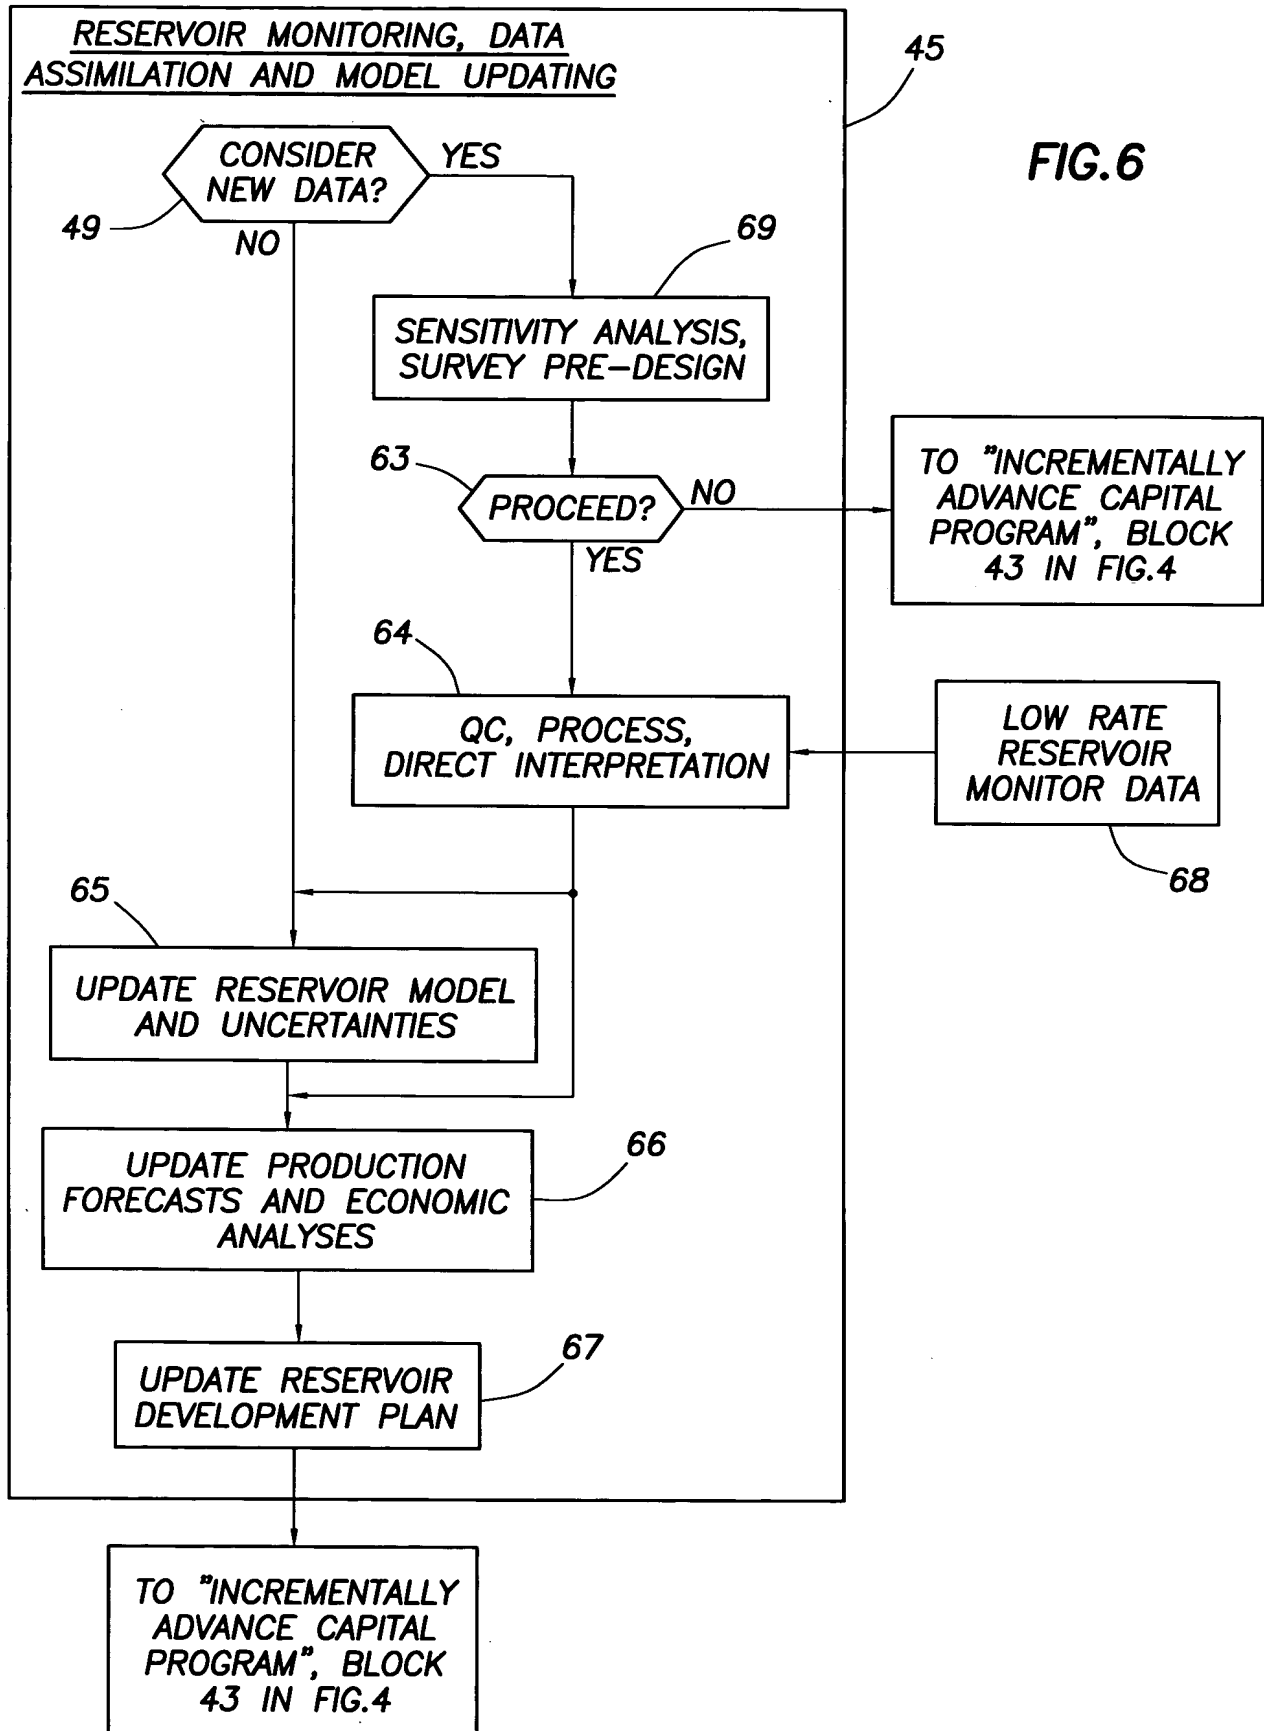 RESERVOIR MONITORING, DATA
ASSIMILATION AND MODEL UPDATING
45
FIG.6
CONSIDER
NEW DATA?
YES
49
NO
69
SENSITIVITY ANALYSIS,
SURVEY PRE-DESIGN
63
PROCEED?
NO
YES
TO "INCREMENTALLY
ADVANCE CAPITAL
PROGRAM", BLOCK
43 IN FIG.4
64
QC, PROCESS,
DIRECT INTERPRETATION
LOW RATE
RESERVOIR
MONITOR DATA
68
65
UPDATE RESERVOIR MODEL
AND UNCERTAINTIES
66
UPDATE PRODUCTION
FORECASTS AND ECONOMIC
ANALYSES
67
UPDATE RESERVOIR
DEVELOPMENT PLAN
TO "INCREMENTALLY
ADVANCE CAPITAL
PROGRAM", BLOCK
43 IN FIG.4